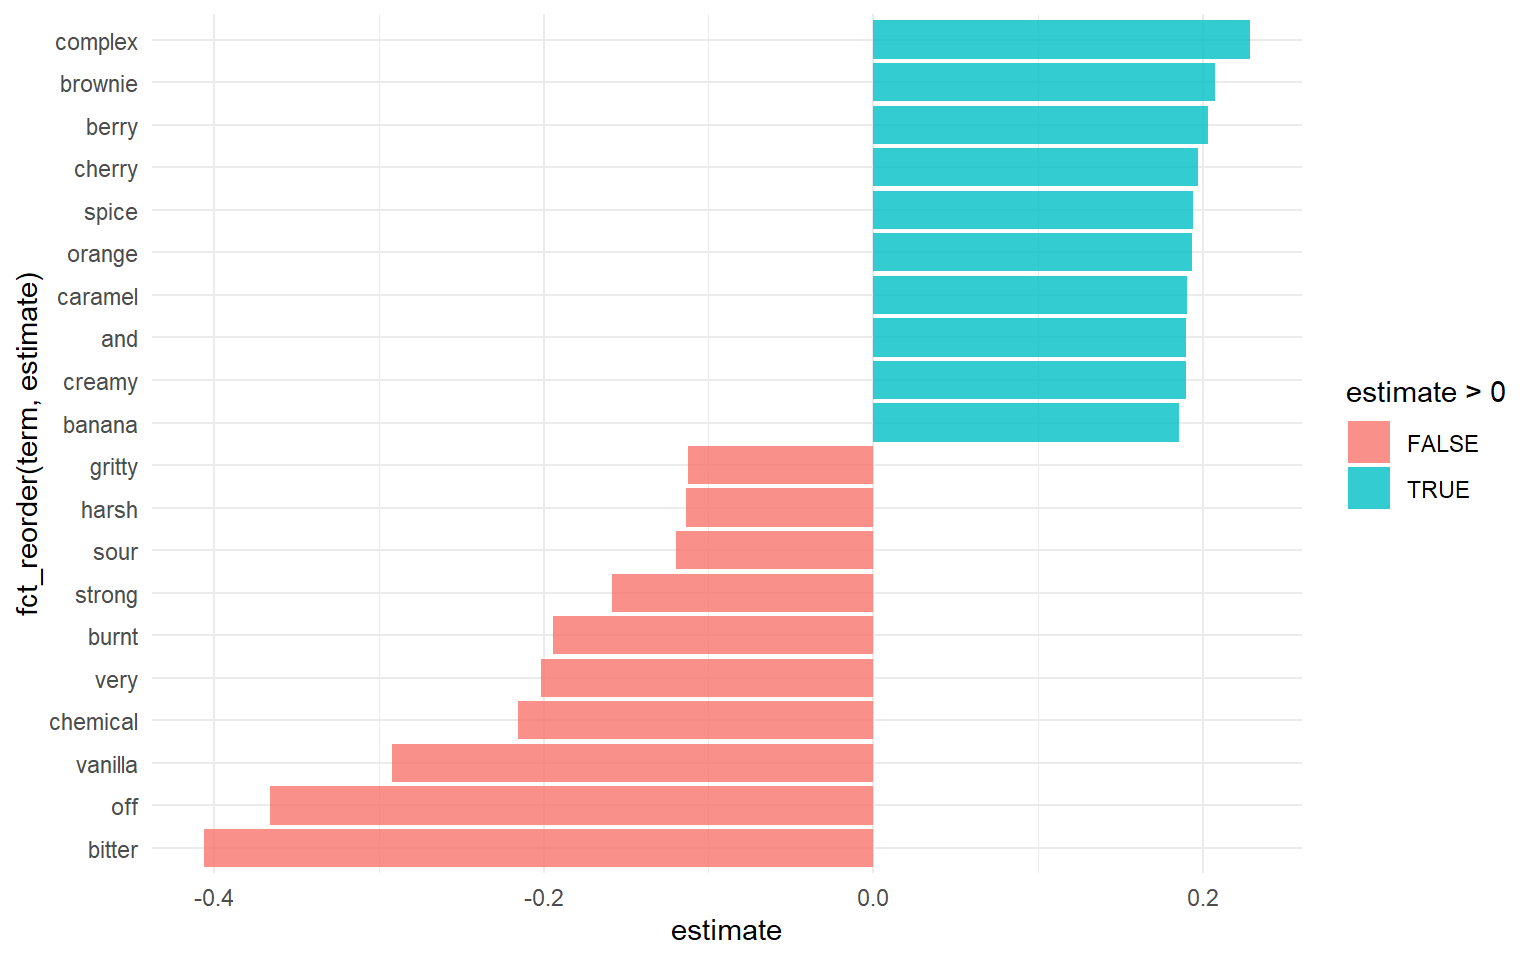 complex
brownie
berry
cherry
spice
orange
caramel
and
creamy
banana
gritty
harsh
sour
strong
burnt
very
chemical
vanilla
off
bitter
fct_reorder(term, estimate)
-0.4
-0.2
0.0
0.2
estimate
estimate > 0
FALSE
TRUE